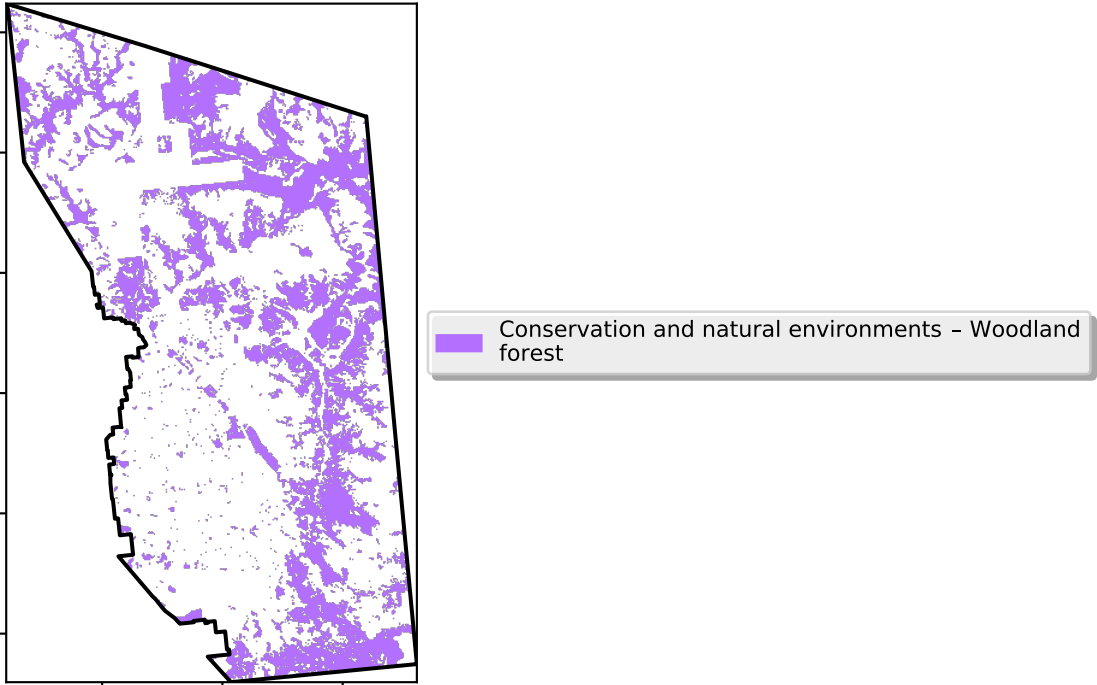 Conservation and natural environments – Woodland
forest